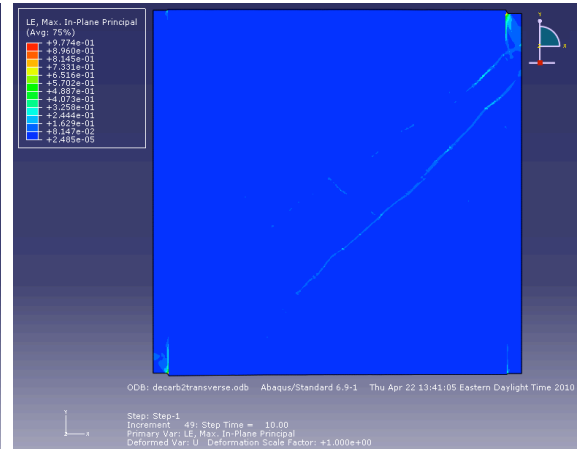 LE, Max. In-Plane Principal
(Avg: 75%)
+9.774e-01
+8.960e-01
+8.145e-01
+7.331e-01
+6.516e-01
+5.702e-01
+4.887e-01
+4.073e-01
+3.258e-01
+2.444e-01
+1.629e-01
+8.147e-02
+2.485e-05
Y
X
ODB: decarb2transverse.odb Abaqus/Standard 6.9-1 Thu Apr 22 13:41:05 Eastern Daylight Time 2010
Y
X
Step: Step-1
Increment 49: Step Time = 10.00
Primary Var: LE, Max. In-Plane Principal
Deformed Var: U Deformation Scale Factor: +1.000e+00